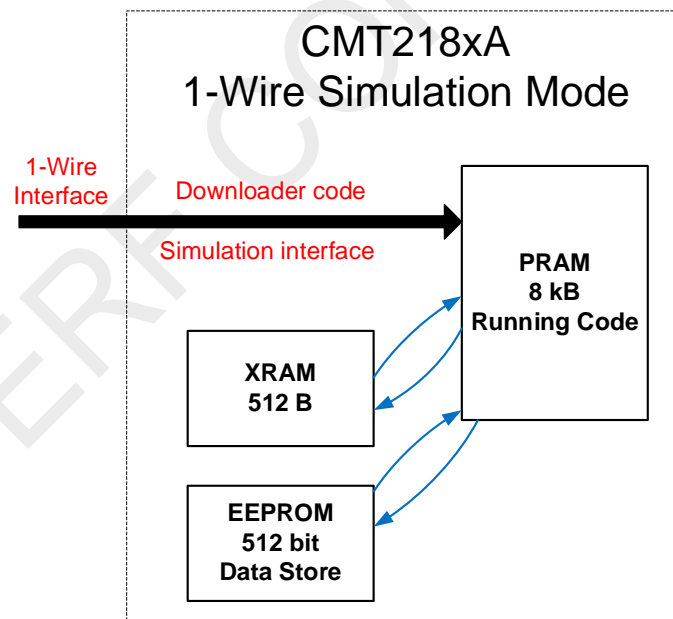 CMT218xA
1-Wire Simulation Mode
1-Wire
Interface
Downloader code
Simulation interface
PRAM
8 kB
Running Code
XRAM
512 B
EEPROM
512 bit
Data Store